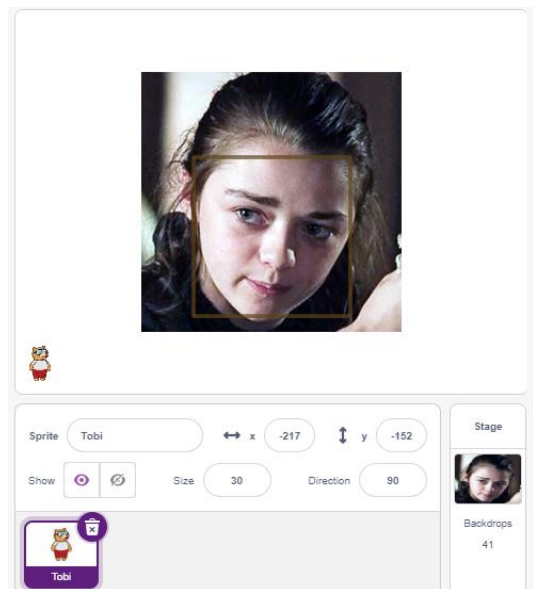 Sprite Tobi x -217 y -152
Show Size 30 Direction 90
Tobi
Stage
Backdrops
41